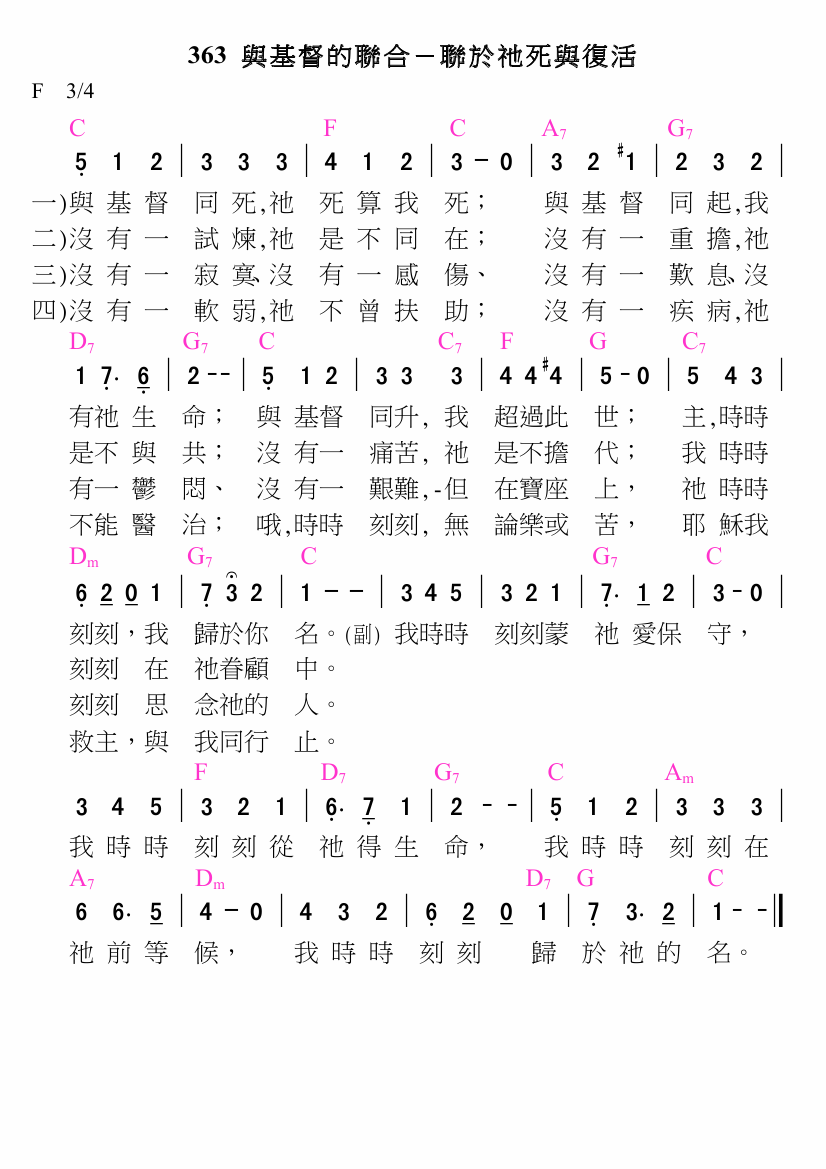 363 與基督的聯合－聯於祂死與復活
F 3/4
C F C A7 G7
5 1 2 | 3 3 3 | 4 1 2 | 3 − 0 | 3 2 #1 | 2 3 2 |
一)與基督 同死,祂 死算我 死； 與基督 同起,我
二)沒有一 試煉,祂 是不同 在； 沒有一 重擔,祂
三)沒有一 寂寞、沒 有一感 傷、 沒有一 歎息、沒
四)沒有一 軟弱,祂 不曾扶 助； 沒有一 疾病,祂
D7 G7 C C7 F G C7
1 7. 6 | 2 - - | 5 1 2 | 3 3 3 | 4 4 #4 | 5 - 0 | 5 4 3 |
有祂生 命； 與基督 同升,我 超過此 世； 主,時時
是不與 共； 沒有一 痛苦,祂 是不擔 代； 我時時
有一鬱 悶、 沒有一 艱難,-但 在寶座 上， 祂時時
不能醫 治； 哦,時時 刻刻,無 論樂或 苦， 耶穌我
Dm G7 C G7 C
6 2 0 1 | 7 3 2 | 1 − − | 3 4 5 | 3 2 1 | 7. 1 2 | 3 - 0 |
刻刻，我 歸於你 名。(副) 我時時 刻刻蒙 祂愛保 守，
刻刻 在 祂眷顧 中。
刻刻 思 念祂的 人。
救主，與 我同行 止。
F D7 G7 C Am
3 4 5 | 3 2 1 | 6. 7 1 | 2 - - | 5 1 2 | 3 3 3 |
我時時 刻刻從 祂得生 命， 我時時 刻刻在
A7 Dm D7 G C
6 6. 5 | 4 − 0 | 4 3 2 | 6 2 0 1 | 7 3. 2 | 1 - - ||
祂前等 候， 我時時 刻刻 歸 於祂的 名。